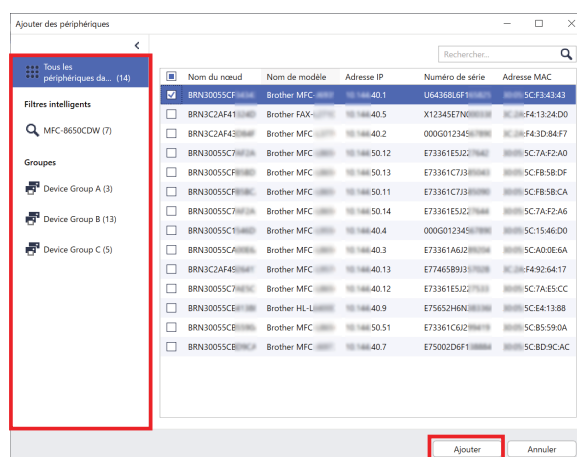 Ajouter des périphériques
Tous les
périphériques da... (14)
Filtres intelligents
MFC-8650CDW (7)
Groupes
Device Group A (3)
Device Group B (13)
Device Group C (5)
Rechercher...
Nom du nœud Nom de modèle Adresse IP Numéro de série Adresse MAC
BRN30055CF Brother MFC- 40.1 U64368L6F1 5C:F3:43:43
BRN3C2AF41 Brother FAX- 40.5 X12345E7N F4:13:24:D0
BRN3C2AF43 Brother MFC 40.2 000G012345 F4:3D:84:F7
BRN30055C7 Brother MFC 50.12 E73361E5J22 5C:7A:F2:A0
BRN30055CF Brother MFC 50.13 E73361C7J3 5C:FB:5B:DF
BRN30055CF Brother MFC 50.11 E73361C7J3 5C:FB:5B:CA
BRN30055C7 Brother MFC 50.14 E73361E5J22 5C:7A:F2:A6
BRN30055C1 Brother MFC 40.4 000G012345 5C:15:46:D0
BRN30055CA Brother MFC 40.3 E73361A6J2 5C:A0:0E:6A
BRN3C2AF49 Brother MFC 40.13 E77465B9J3 F4:92:64:17
BRN30055C7 Brother MFC 40.12 E73361E5J2 5C:7A:E5:CC
BRN30055CE Brother HL-L 40.9 E75652H6N 5C:E4:13:88
BRN30055CB Brother MFC 50.51 E73361C6J2 5C:B5:59:0A
BRN30055CB Brother MFC 40.7 E75002D6F1 5C:BD:9C:AC
Ajouter Annuler